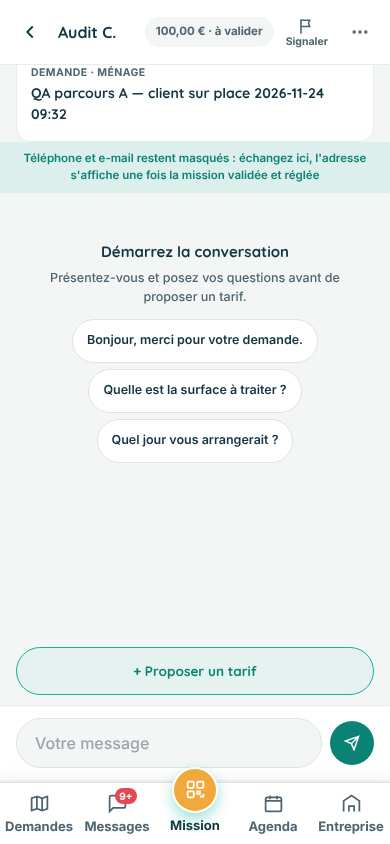 Audit C.
100,00 € · à valider
Signaler
DEMANDE · MÉNAGE
QA parcours A — client sur place 2026-11-24
09:32
Téléphone et e-mail restent masqués : échangez ici, l'adresse
s'affiche une fois la mission validée et réglée
Démarrez la conversation
Présentez-vous et posez vos questions avant de
proposer un tarif.
Bonjour, merci pour votre demande.
Quelle est la surface à traiter ?
Quel jour vous arrangerait ?
+ Proposer un tarif
Votre message
9+
Demandes
Messages
Mission
Agenda
Entreprise